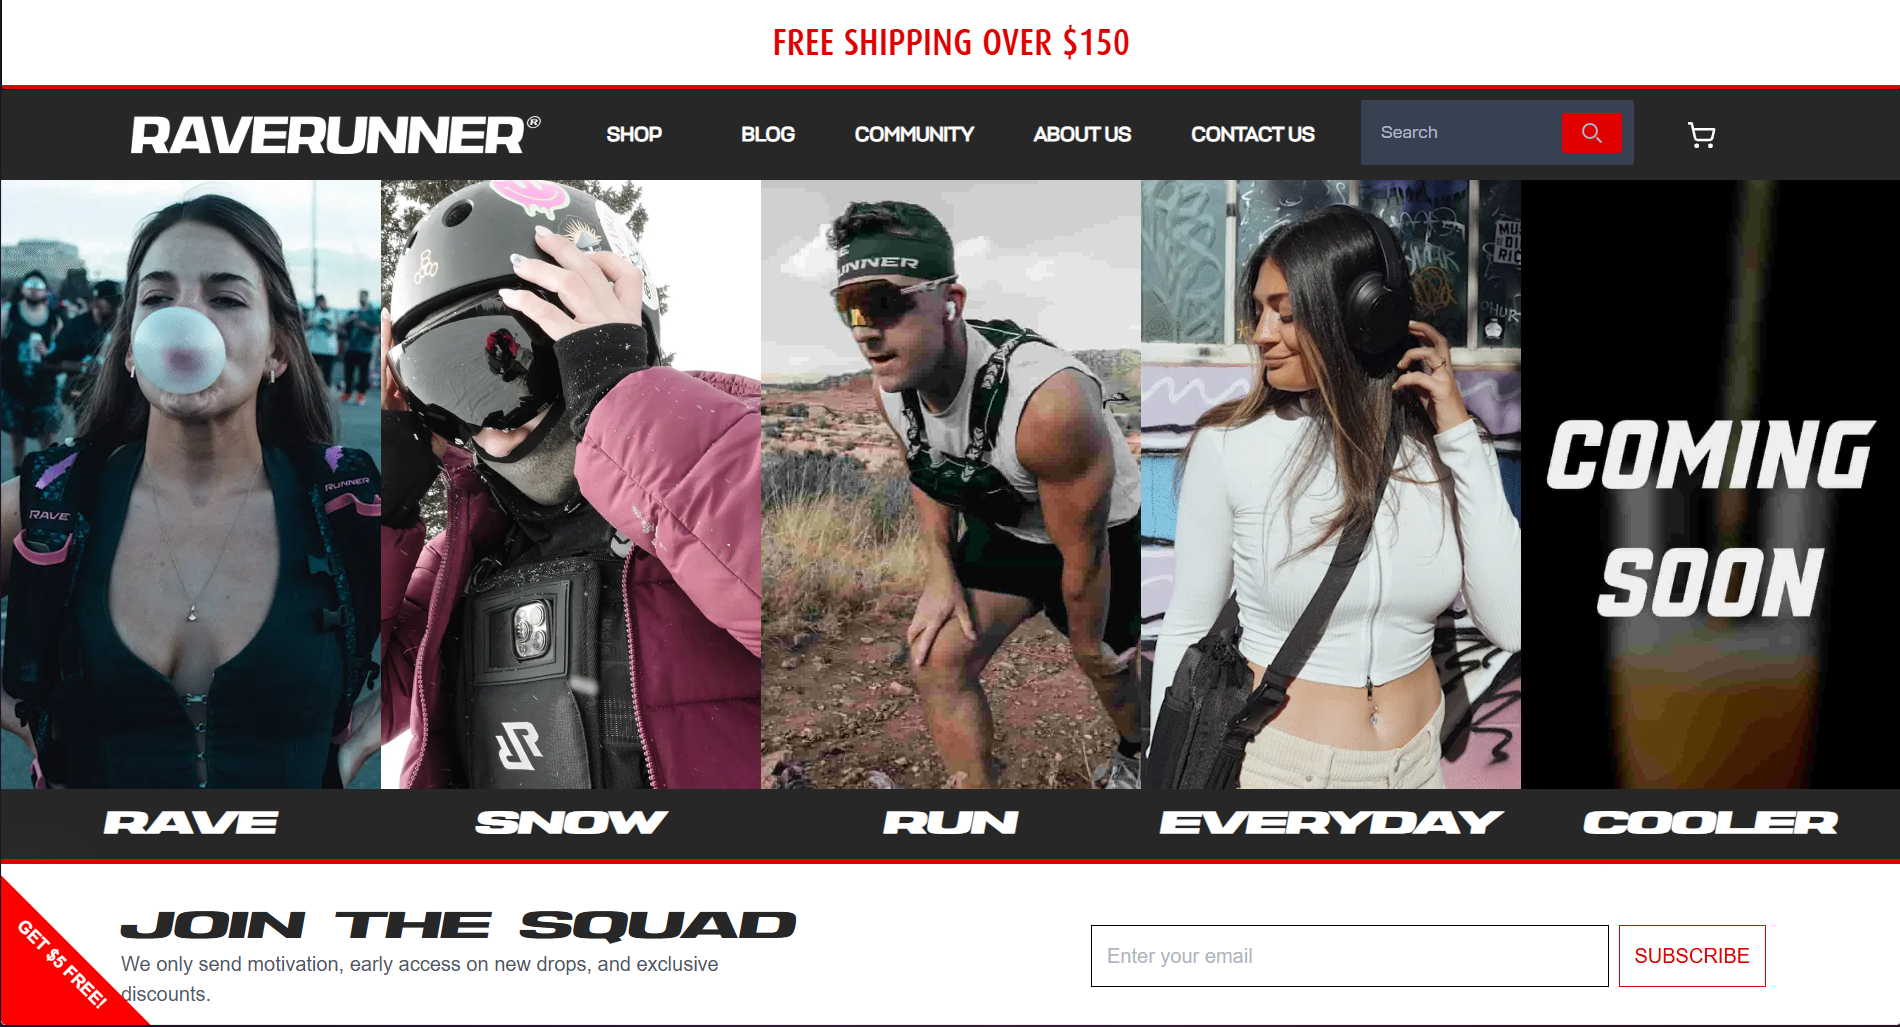 FREE SHIPPING OVER $150
RAVERUNNER®
SHOP
BLOG
COMMUNITY
ABOUT US
CONTACT US
Search
RAVE
RUNNER
RUNNER
COMING
SOON
RAVE
SNOW
RUN
EVERYDAY
COOLER
JOIN THE SQUAD
We only send motivation, early access on new drops, and exclusive
discounts.
Enter your email
SUBSCRIBE
GET $5 FREE!